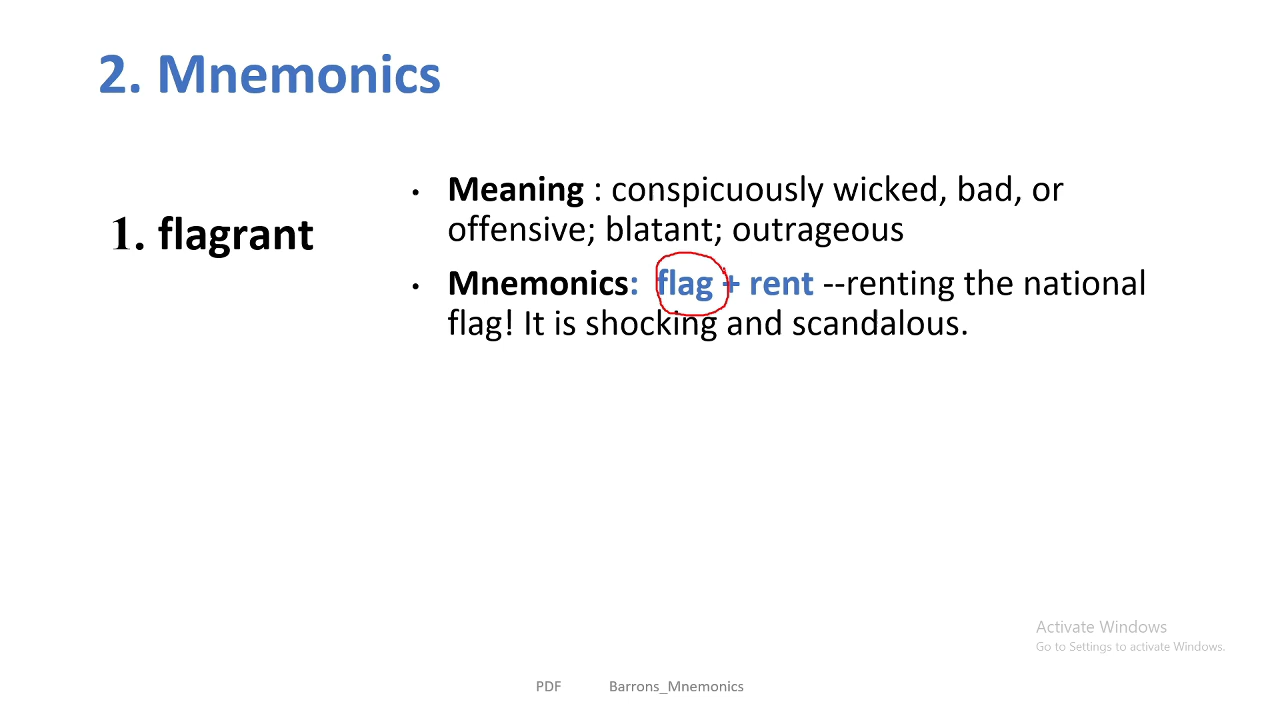 2. Mnemonics
1. flagrant
• Meaning : conspicuously wicked, bad, or
offensive; blatant; outrageous
• Mnemonics: flag + rent --renting the national
flag! It is shocking and scandalous.
Activate Windows
Go to Settings to activate Windows.
PDF Barrons_Mnemonics